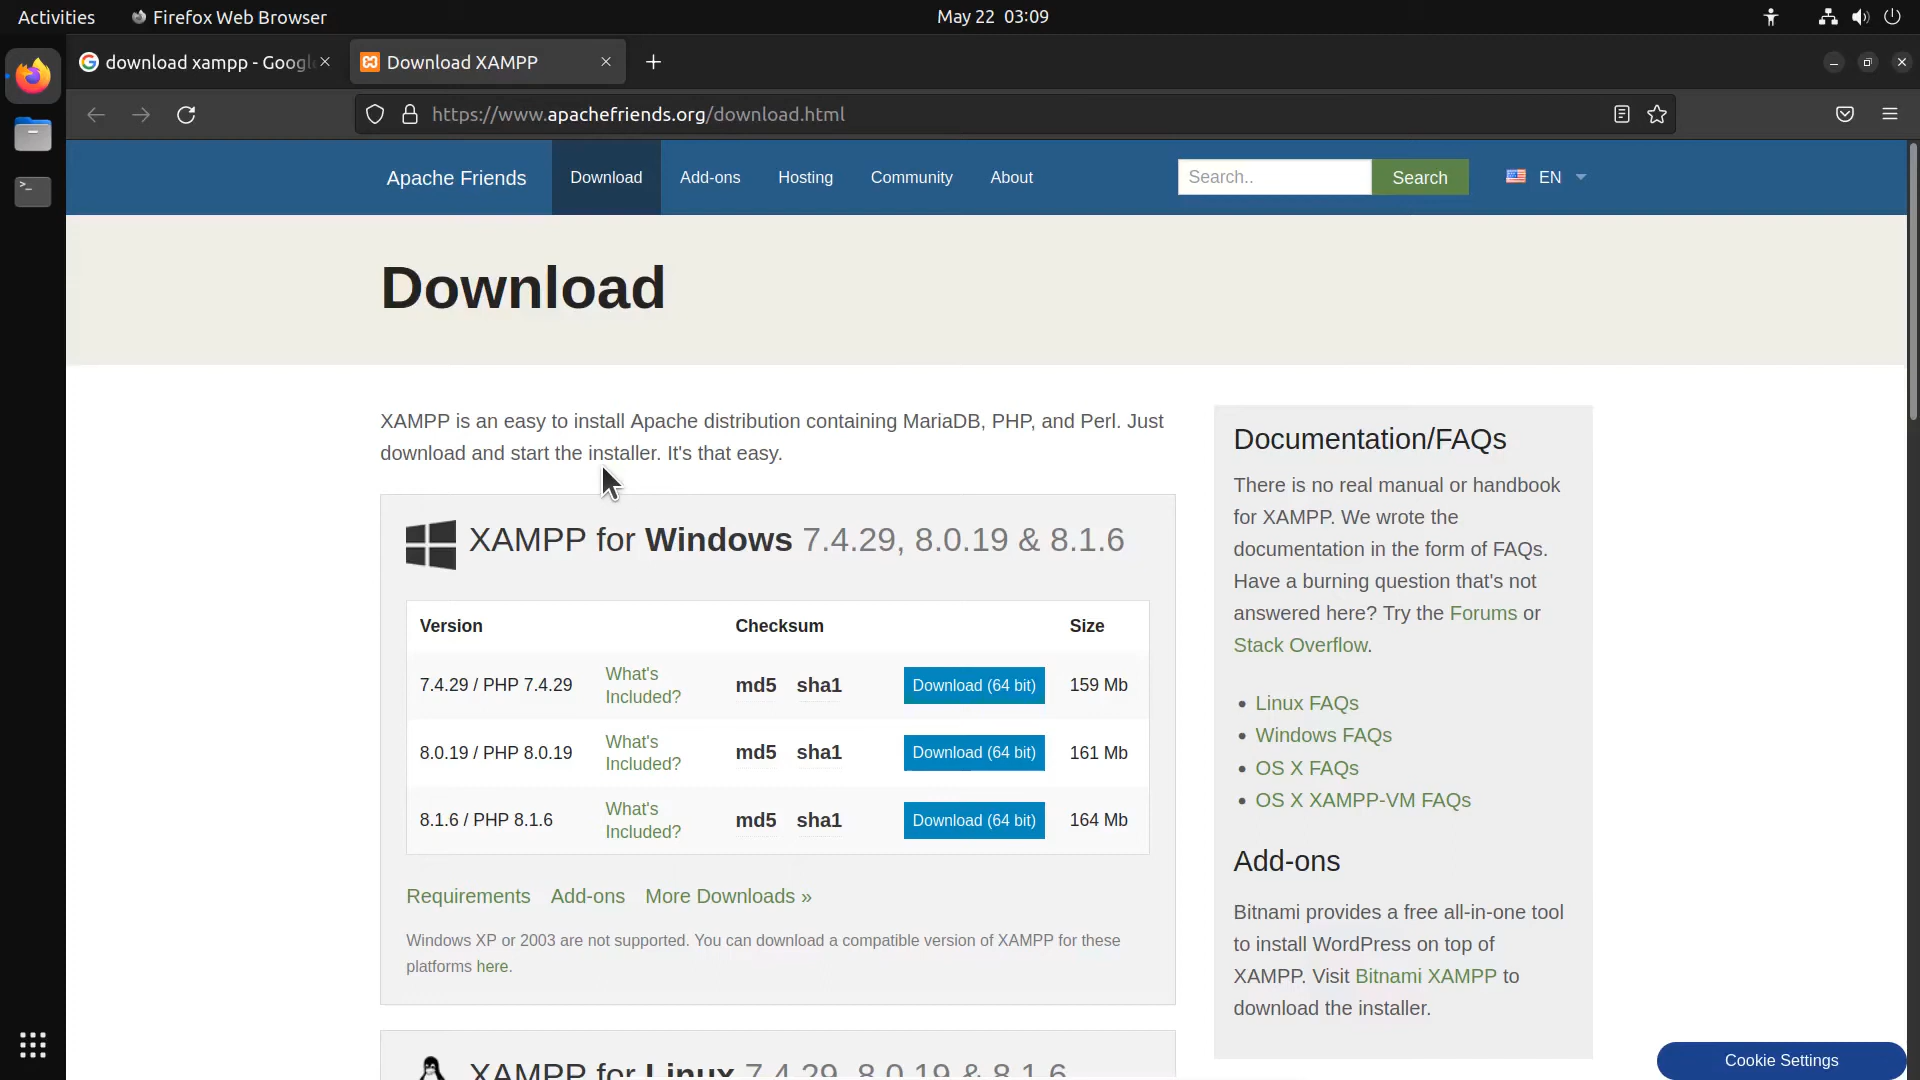 Activities
Firefox Web Browser
May 22 03:09
download xampp - Googl
Download XAMPP
https://www.apachefriends.org/download.html
Apache Friends
Download
Add-ons
Hosting
Community
About
Search..
Search
EN
Download
XAMPP is an easy to install Apache distribution containing MariaDB, PHP, and Perl. Just
download and start the installer. It's that easy.
XAMPP for Windows 7.4.29, 8.0.19 & 8.1.6
Version Checksum Size
7.4.29 / PHP 7.4.29 What's Included? md5 sha1 Download (64 bit) 159 Mb
8.0.19 / PHP 8.0.19 What's Included? md5 sha1 Download (64 bit) 161 Mb
8.1.6 / PHP 8.1.6 What's Included? md5 sha1 Download (64 bit) 164 Mb
Requirements Add-ons More Downloads »
Windows XP or 2003 are not supported. You can download a compatible version of XAMPP for these
platforms here.
XAMPP for Linux 7.4.29, 8.0.19 & 8.1.6
Documentation/FAQs
There is no real manual or handbook
for XAMPP. We wrote the
documentation in the form of FAQs.
Have a burning question that's not
answered here? Try the Forums or
Stack Overflow.
• Linux FAQs
• Windows FAQs
• OS X FAQs
• OS X XAMPP-VM FAQs
Add-ons
Bitnami provides a free all-in-one tool
to install WordPress on top of
XAMPP. Visit Bitnami XAMPP to
download the installer.
Cookie Settings